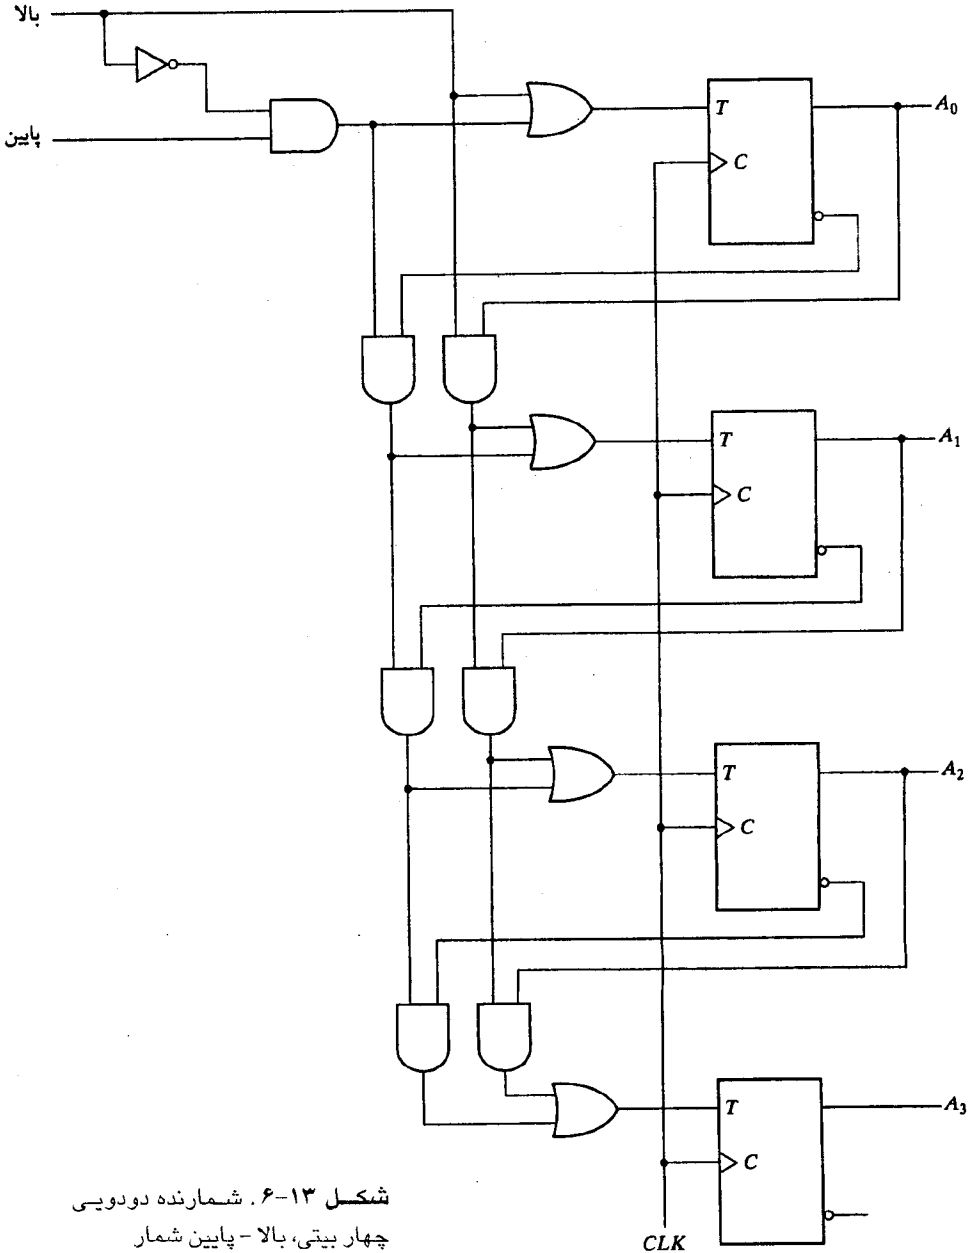 بالا
پایین
T
C
A0
T
C
A1
T
C
A2
T
C
A3
CLK
شکل ۱۳-۶. شمارنده دودویی
چهار بیتی، بالا - پایین شمار